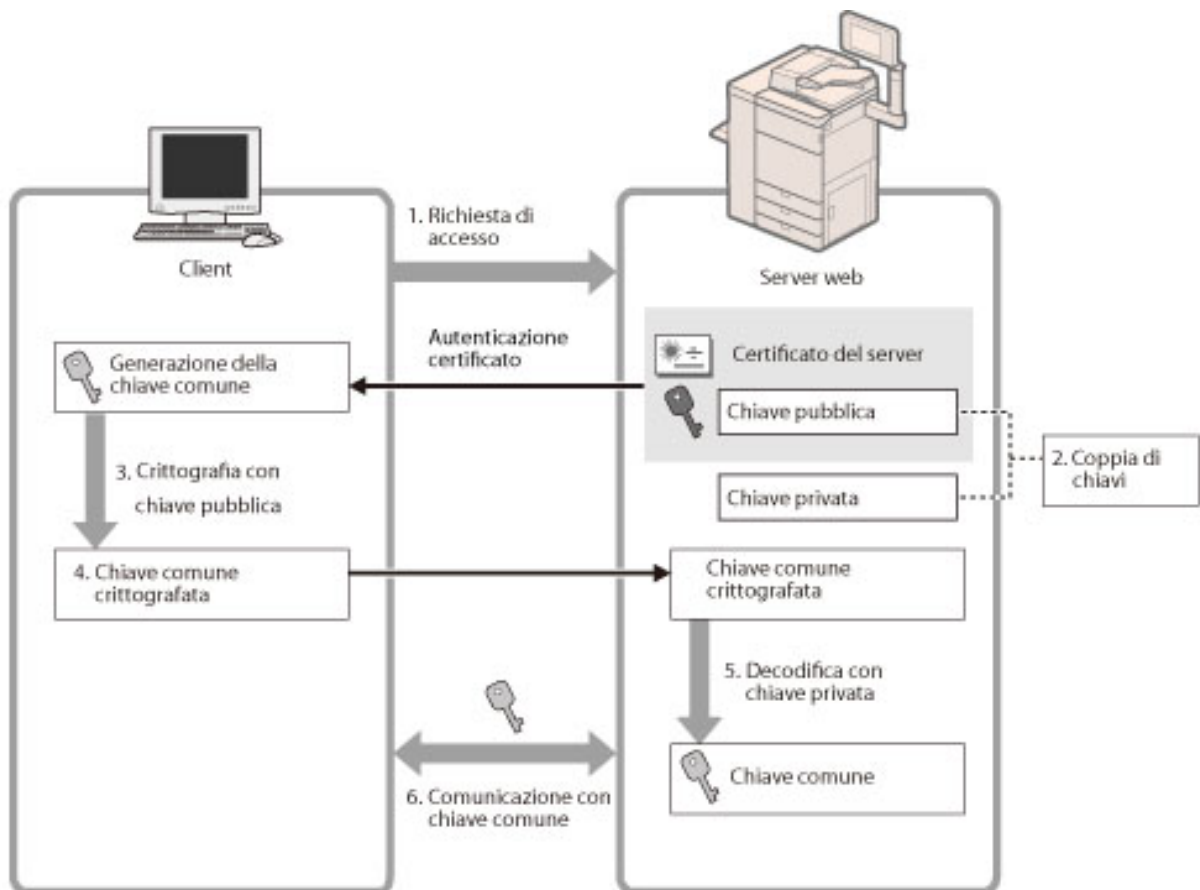 Client
1. Richiesta di
accesso
Server web
Autenticazione
certificato
Certificato del server
Generazione della
chiave comune
Chiave pubblica
2. Coppia di
chiavi
3. Crittografia con
chiave pubblica
Chiave privata
4. Chiave comune
crittografata
Chiave comune
crittografata
5. Decodifica con
chiave privata
Chiave comune
6. Comunicazione con
chiave comune